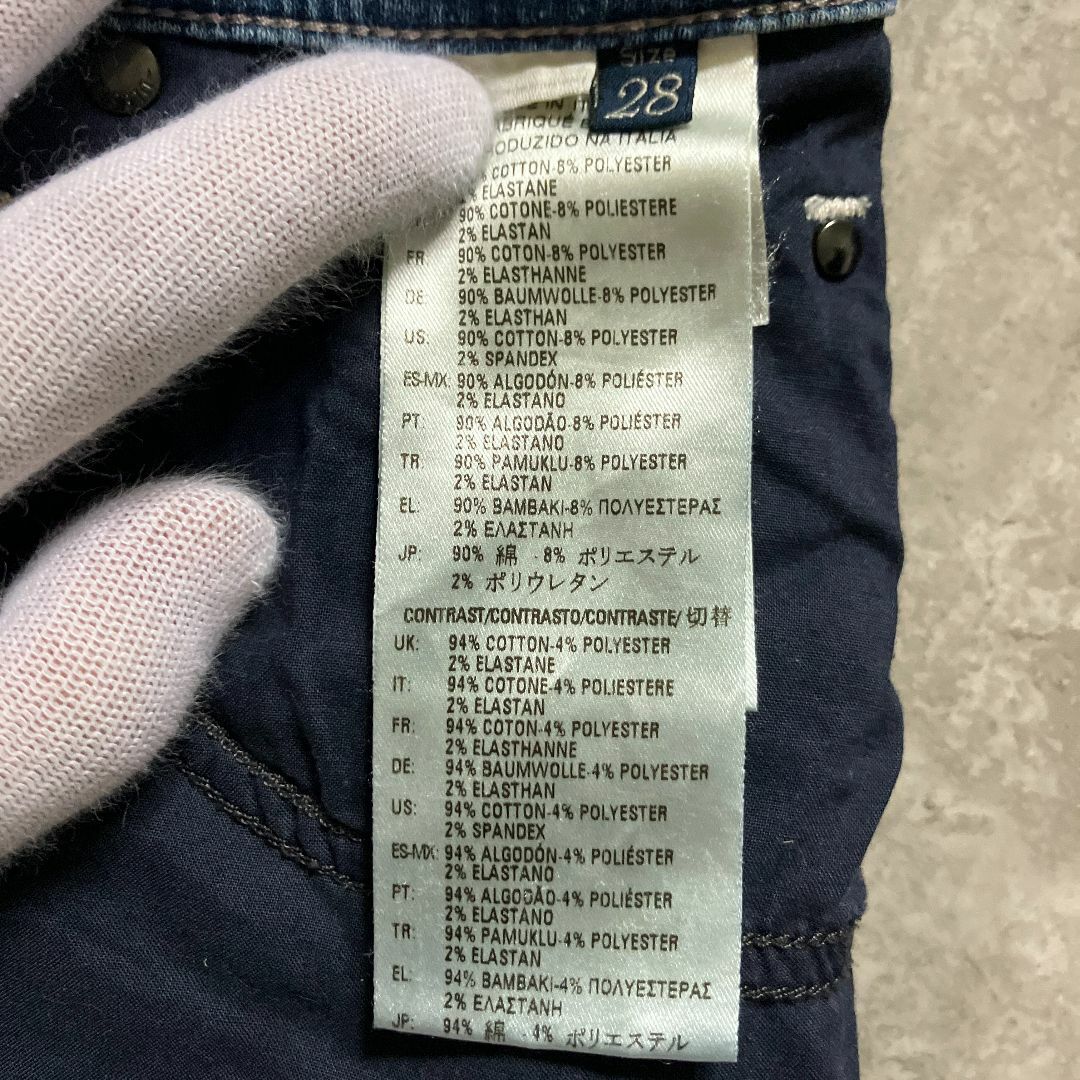 Size
28
IN IT
ABRIQUE E
ODUZIDO NA ITALIA
COTTON-8% POLYESTER
ELASTANE
90% COTONE-8% POLIESTERE
2% ELASTAN
FR: 90% COTON-8% POLYESTER
2% ELASTHANNE
DE: 90% BAUMWOLLE-8% POLYESTER
2% ELASTHAN
US: 90% COTTON-8% POLYESTER
2% SPANDEX
ES-MX: 90% ALGODÓN-8% POLIÉSTER
2% ELASTANO
PT: 90% ALGODÃO-8% POLIÉSTER
2% ELASTANO
TR: 90% PAMUKLU-8% POLYESTER
2% ELASTAN
EL: 90% ΒΑΜΒΑΚΙ-8% ΠΟΛΥΕΣΤΕΡΑΣ
2% ΕΛΑΣΤΑΝΗ
JP: 90% 綿 -8% ポリエステル
2% ポリウレタン
CONTRAST/CONTRASTO/CONTRASTE/ 切替
UK: 94% COTTON-4% POLYESTER
2% ELASTANE
IT: 94% COTONE-4% POLIESTERE
2% ELASTAN
FR: 94% COTON-4% POLYESTER
2% ELASTHANNE
DE: 94% BAUMWOLLE-4% POLYESTER
2% ELASTHAN
US: 94% COTTON-4% POLYESTER
2% SPANDEX
ES-MX: 94% ALGODÓN-4% POLIÉSTER
2% ELASTANO
PT: 94% ALGODÃO-4% POLIÉSTER
2% ELASTANO
TR: 94% PAMUKLU-4% POLYESTER
2% ELASTAN
EL: 94% ΒΑΜΒΑΚΙ-4% ΠΟΛΥΕΣΤΕΡΑΣ
2% ΕΛΑΣΤΑΝΗ
JP: 94% 綿 -4% ポリエステル